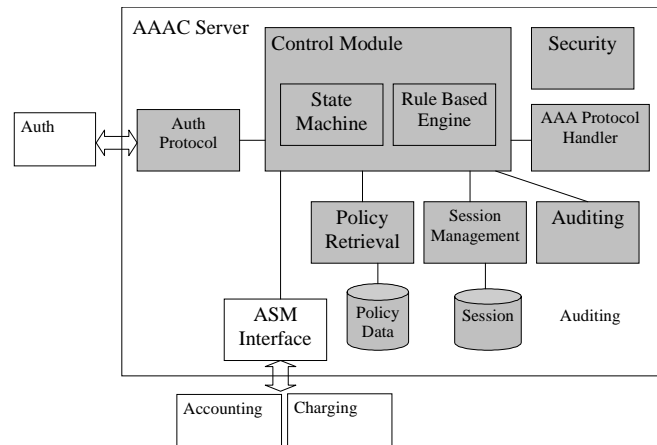 AAAC Server
Control Module
Security
State
Machine
Rule Based
Engine
Auth
Auth
Protocol
AAA Protocol
Handler
Policy
Retrieval
Session
Management
Auditing
ASM
Interface
Policy
Data
Session
Auditing
Accounting
Charging